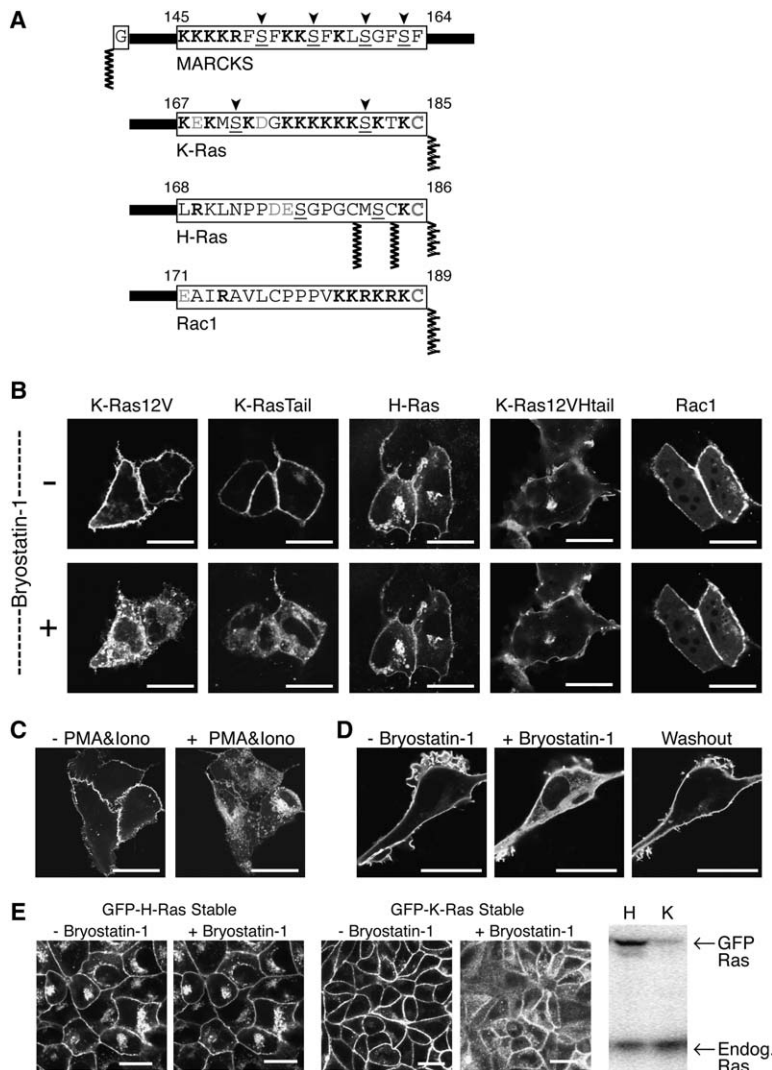 A
145 164
G KKKKRFSFKKSFKLSGFSF
MARCKS
167 185
KEKMSKDGKKKKKKSKTKC
K-Ras
168 186
LRKLNPPDESGPGCMSCKC
H-Ras
171 189
EAIRAVLCPPPVKKRKRKC
Rac1
B
K-Ras12V K-RasTail H-Ras K-Ras12VHtail Rac1
--------Bryostatin-1--------
-
+
C
- PMA&Iono + PMA&Iono
D
- Bryostatin-1 + Bryostatin-1 Washout
E
GFP-H-Ras Stable GFP-K-Ras Stable
- Bryostatin-1 + Bryostatin-1 - Bryostatin-1 + Bryostatin-1
H K
←GFP
Ras
←Endog.
Ras